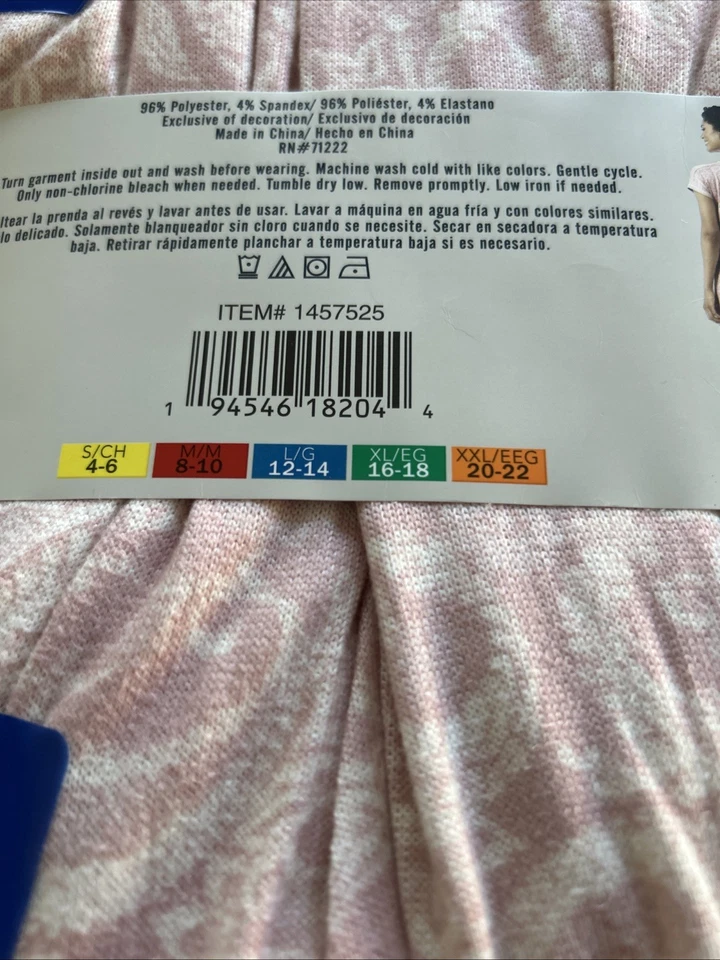 96% Polyester, 4% Spandex/ 96% Poliéster, 4% Elastano
Exclusive of decoration/ Exclusivo de decoración
Made in China/ Hecho en China
RN#71222
Turn garment inside out and wash before wearing. Machine wash cold with like colors. Gentle cycle.
Only non-chlorine bleach when needed. Tumble dry low. Remove promptly. Low iron if needed.
ltear la prenda al revés y lavar antes de usar. Lavar a máquina en agua fría y con colores similares.
lo delicado. Solamente blanqueador sin cloro cuando se necesite. Secar en secadora a temperatura
baja. Retirar rápidamente planchar a temperatura baja si es necesario.
ITEM# 1457525
1 94546 18204 4
S/CH M/M L/G XL/EG XXL/EEG
4-6 8-10 12-14 16-18 20-22